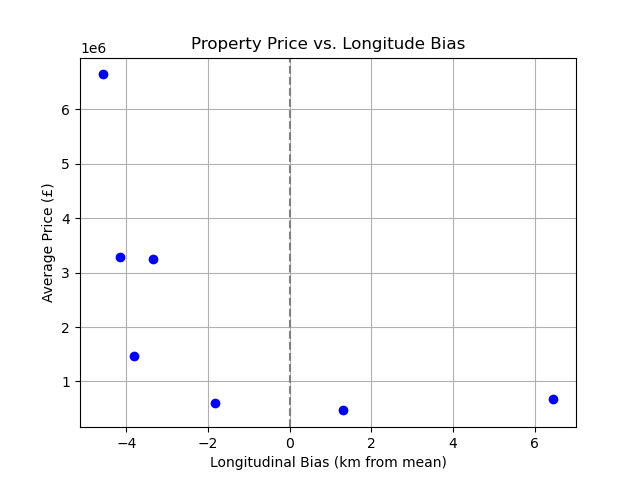 Property Price vs. Longitude Bias
1e6
6
5
4
3
2
1
Average Price (£)
−4 −2 0 2 4 6
Longitudinal Bias (km from mean)